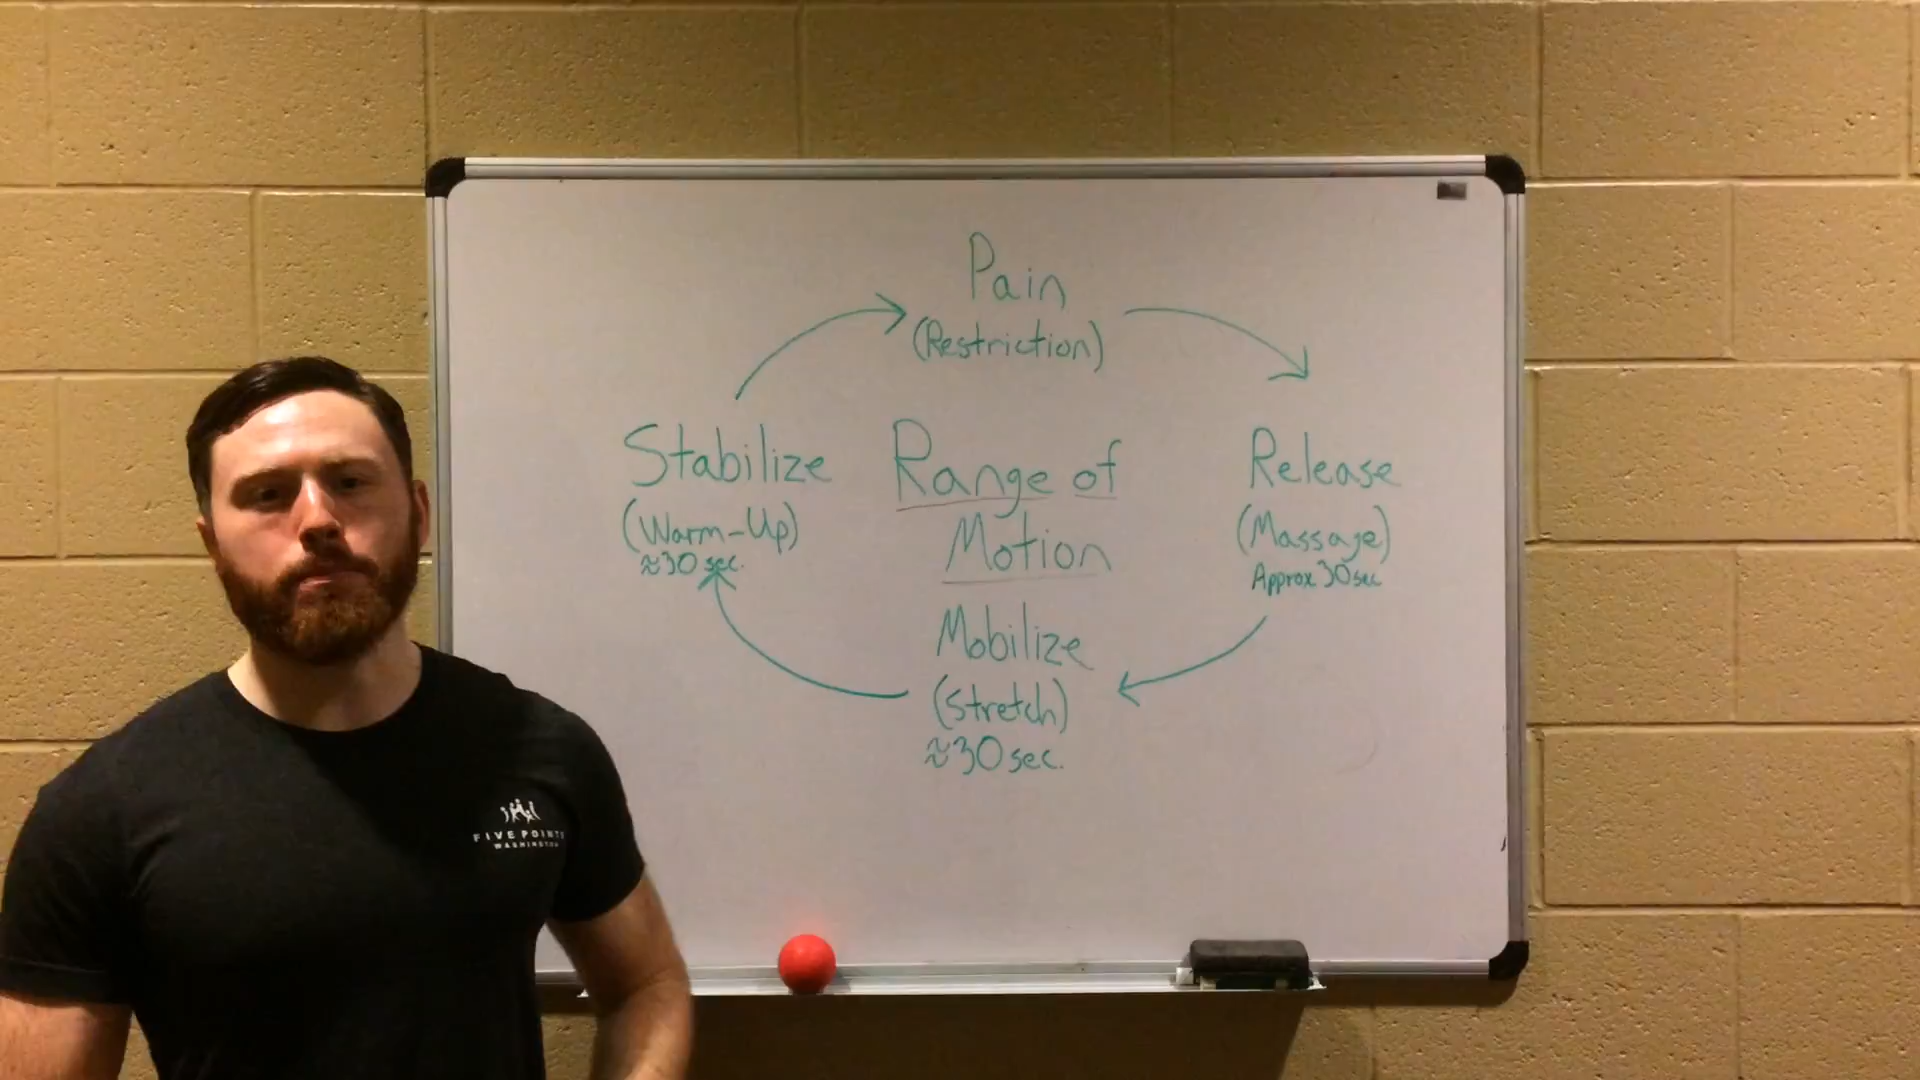 Pain
(Restriction)
Stabilize
(Warm-Up)
≈30 sec.
Range of
Motion
Release
(Massage)
Approx 30 sec
Mobilize
(Stretch)
≈30 sec.
FIVE POINTS
WASHINGTON